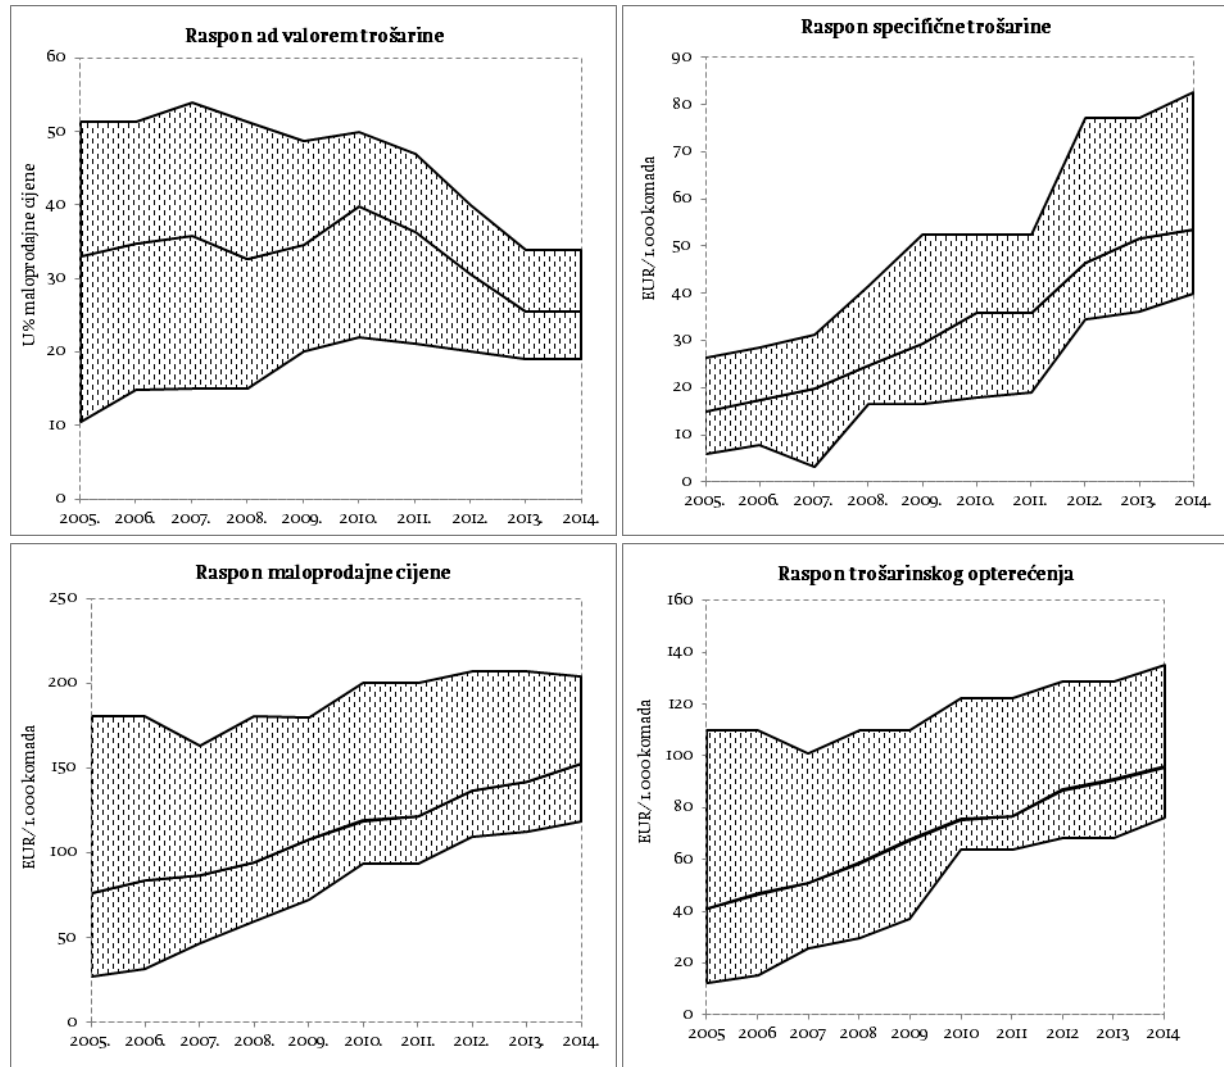 Raspon ad valorem trošarine
60
50
40
30
20
10
0
U % maloprodajne cijene
2005. 2006. 2007. 2008. 2009. 2010. 2011. 2012. 2013. 2014.
Raspon specifične trošarine
90
80
70
60
50
40
30
20
10
0
EUR/1.000 komada
2005. 2006. 2007. 2008. 2009. 2010. 2011. 2012. 2013. 2014.
Raspon maloprodajne cijene
250
200
150
100
50
0
EUR/1.000 komada
2005. 2006. 2007. 2008. 2009. 2010. 2011. 2012. 2013. 2014.
Raspon trošarinskog opterećenja
160
140
120
100
80
60
40
20
0
EUR/1.000 komada
2005 2006 2007 2008 2009 2010 2011 2012 2013 2014